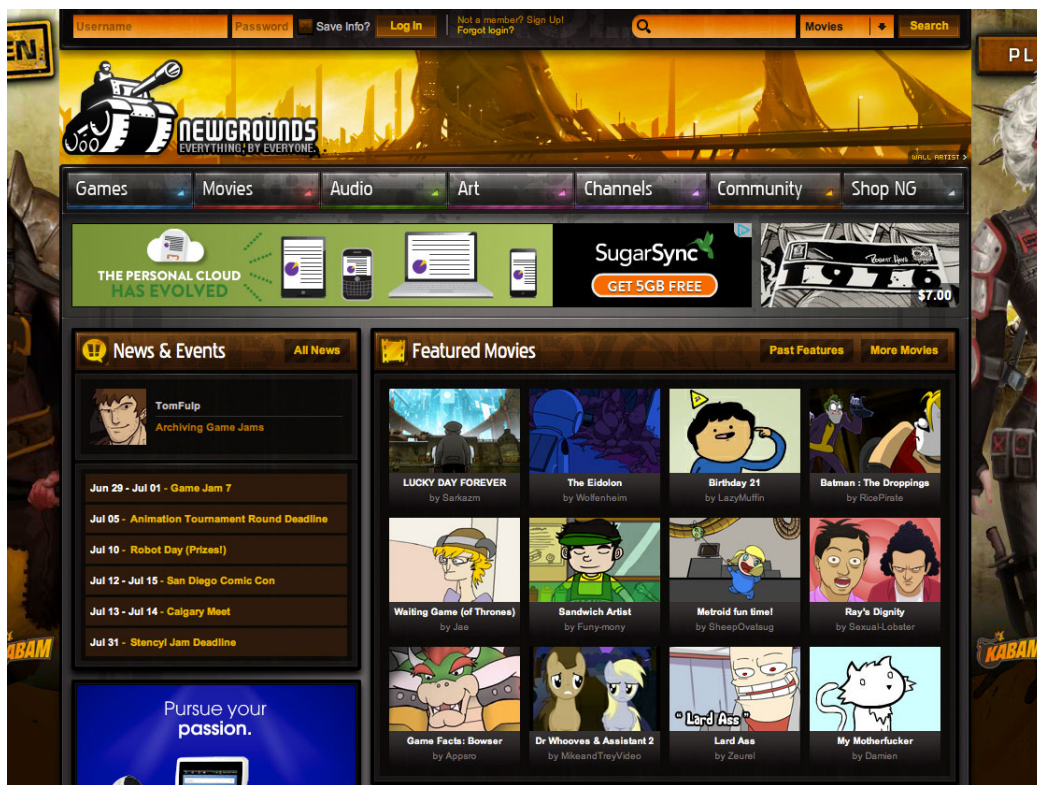 EN
Username
Password
Save Info?
Log In
Not a member? Sign Up!
Forgot login?
Movies
Search
PL
NEWGROUNDS
EVERYTHING, BY EVERYONE.
WALL ARTIST >
Games
Movies
Audio
Art
Channels
Community
Shop NG
THE PERSONAL CLOUD
HAS EVOLVED
SugarSync
GET 5GB FREE
1976
$7.00
News & Events
All News
TomFulp
Archiving Game Jams
Jun 29 - Jul 01 - Game Jam 7
Jul 05 - Animation Tournament Round Deadline
Jul 10 - Robot Day (Prizes!)
Jul 12 - Jul 15 - San Diego Comic Con
Jul 13 - Jul 14 - Calgary Meet
Jul 31 - Stencyl Jam Deadline
ABAM
Pursue your
passion.
Featured Movies
Past Features
More Movies
LUCKY DAY FOREVER
by Sarkazm
The Eidolon
by Wolfenheim
Birthday 21
by LazyMuffin
Batman : The Droppings
by RicePirate
Waiting Game (of Thrones)
by Jae
Sandwich Artist
by Funy-mony
Metroid fun time!
by SheepOvatsug
Ray's Dignity
by Sexual-Lobster
Game Facts: Bowser
by Appsro
Dr Whooves & Assistant 2
by MikeandTreyVideo
" Lard Ass "
Lard Ass
by Zeurel
My Motherfucker
by Damien
KABAM